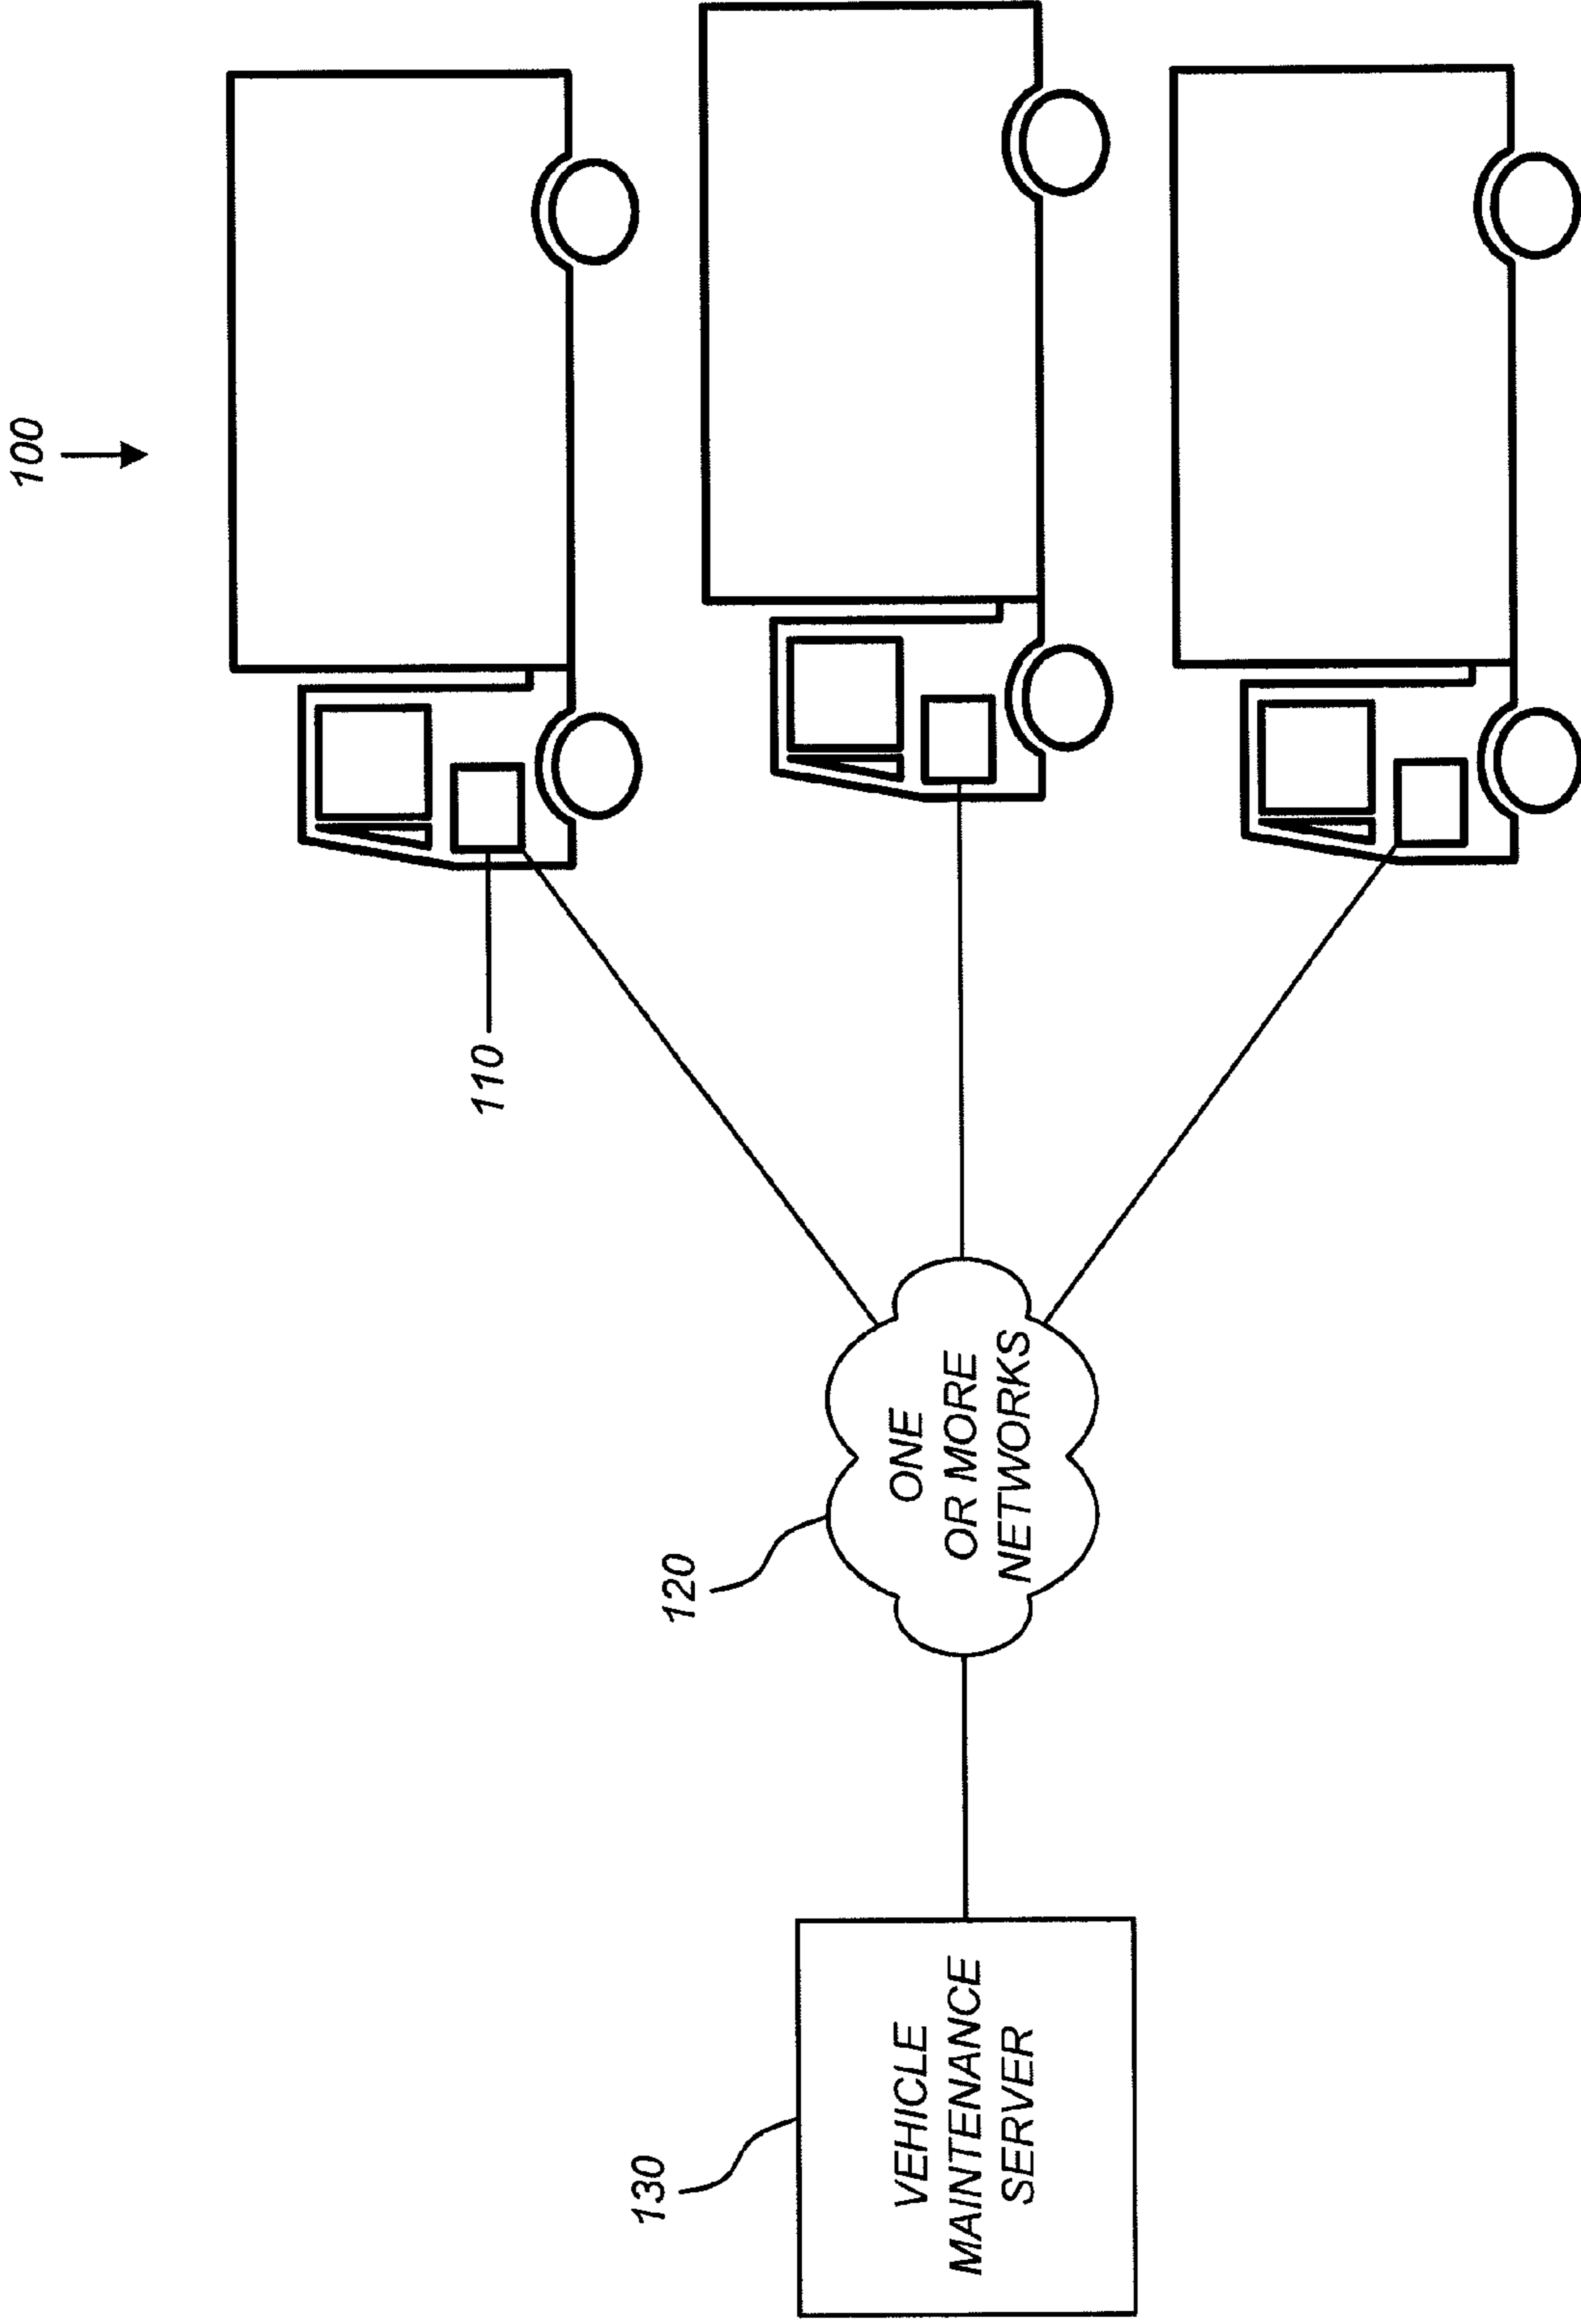 100
110
120
ONE
OR MORE
NETWORKS
130
VEHICLE
MAINTENANCE
SERVER